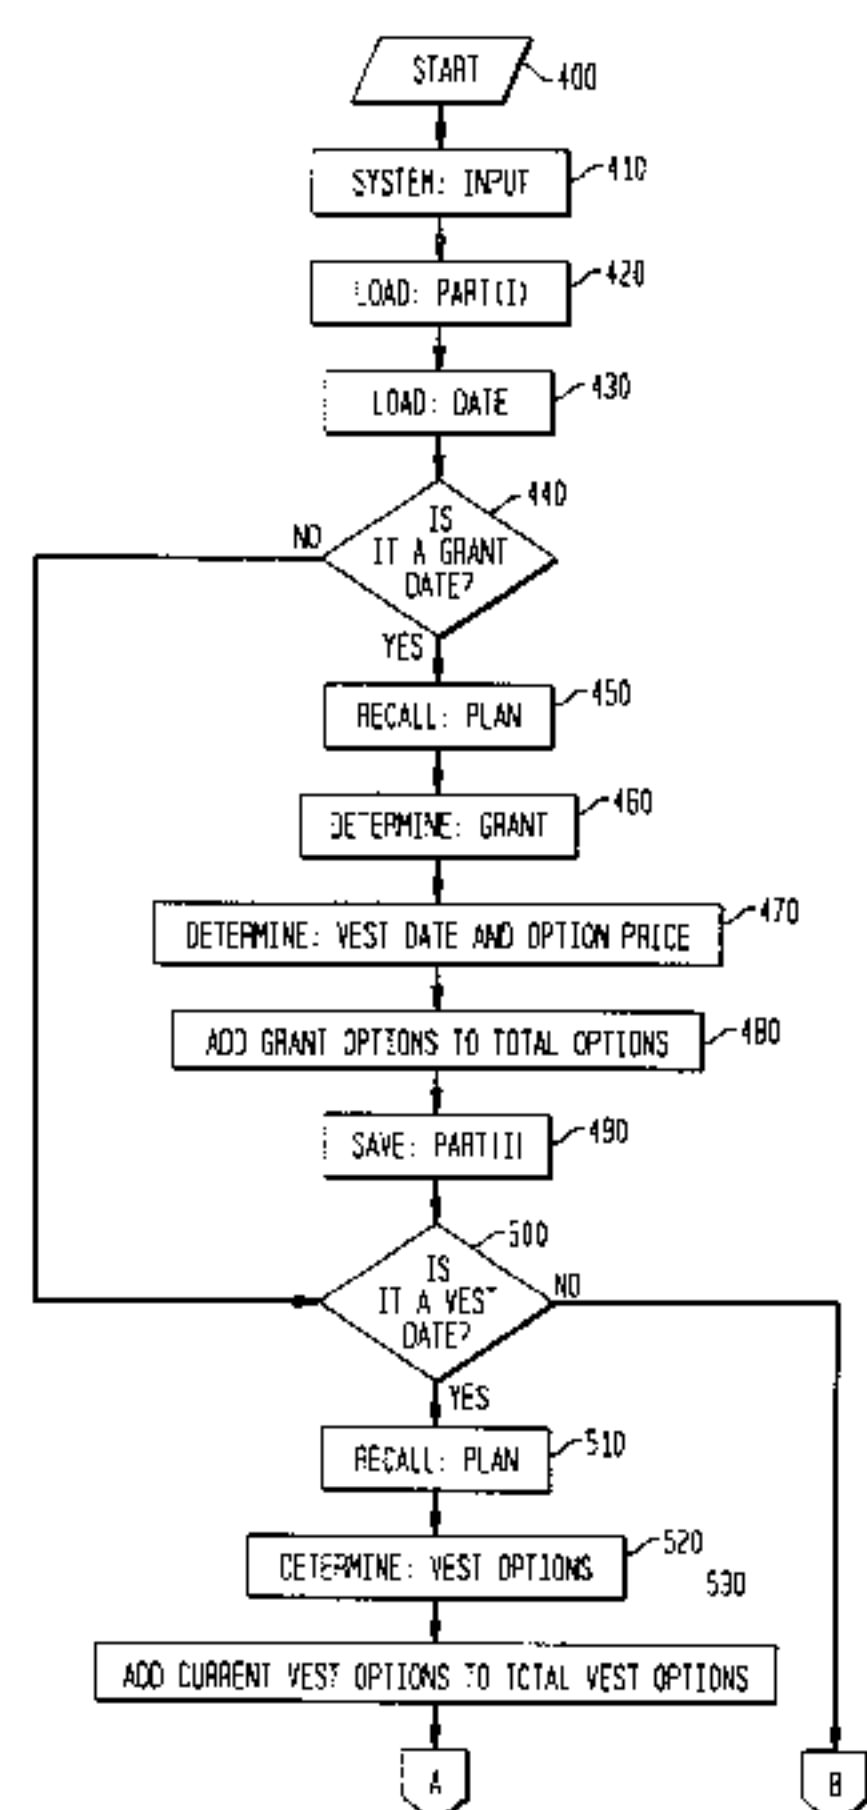 START
400
SYSTEM: INPUT
410
LOAD: PART(I)
420
LOAD: DATE
430
440
IS
IT A GRANT
DATE?
NO
YES
RECALL: PLAN
450
DETERMINE: GRANT
460
DETERMINE: VEST DATE AND OPTION PRICE
470
ADD GRANT OPTIONS TO TOTAL OPTIONS
480
SAVE: PART(I)
490
500
IS
IT A VEST
DATE?
NO
YES
RECALL: PLAN
510
DETERMINE: VEST OPTIONS
520
530
ADD CURRENT VEST OPTIONS TO TOTAL VEST OPTIONS
A
B